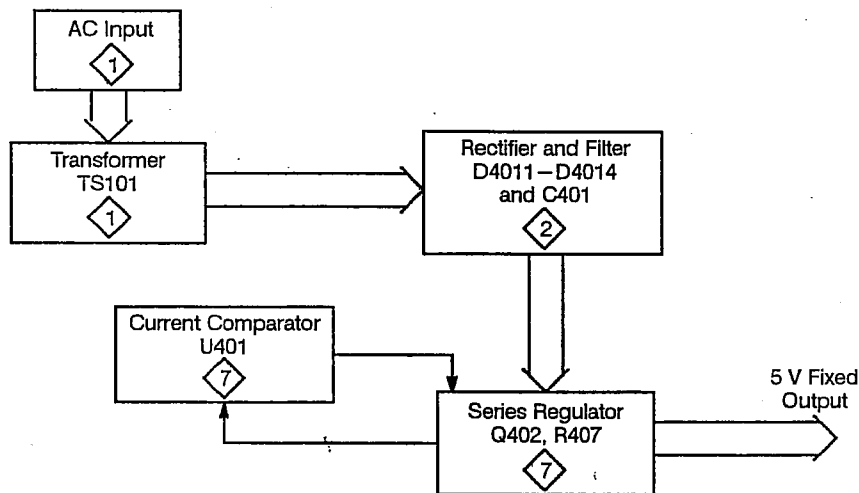 AC Input
1
Transformer
TS101
1
Rectifier and Filter
D4011–D4014
and C401
2
Current Comparator
U401
7
Series Regulator
Q402, R407
7
5 V Fixed
Output